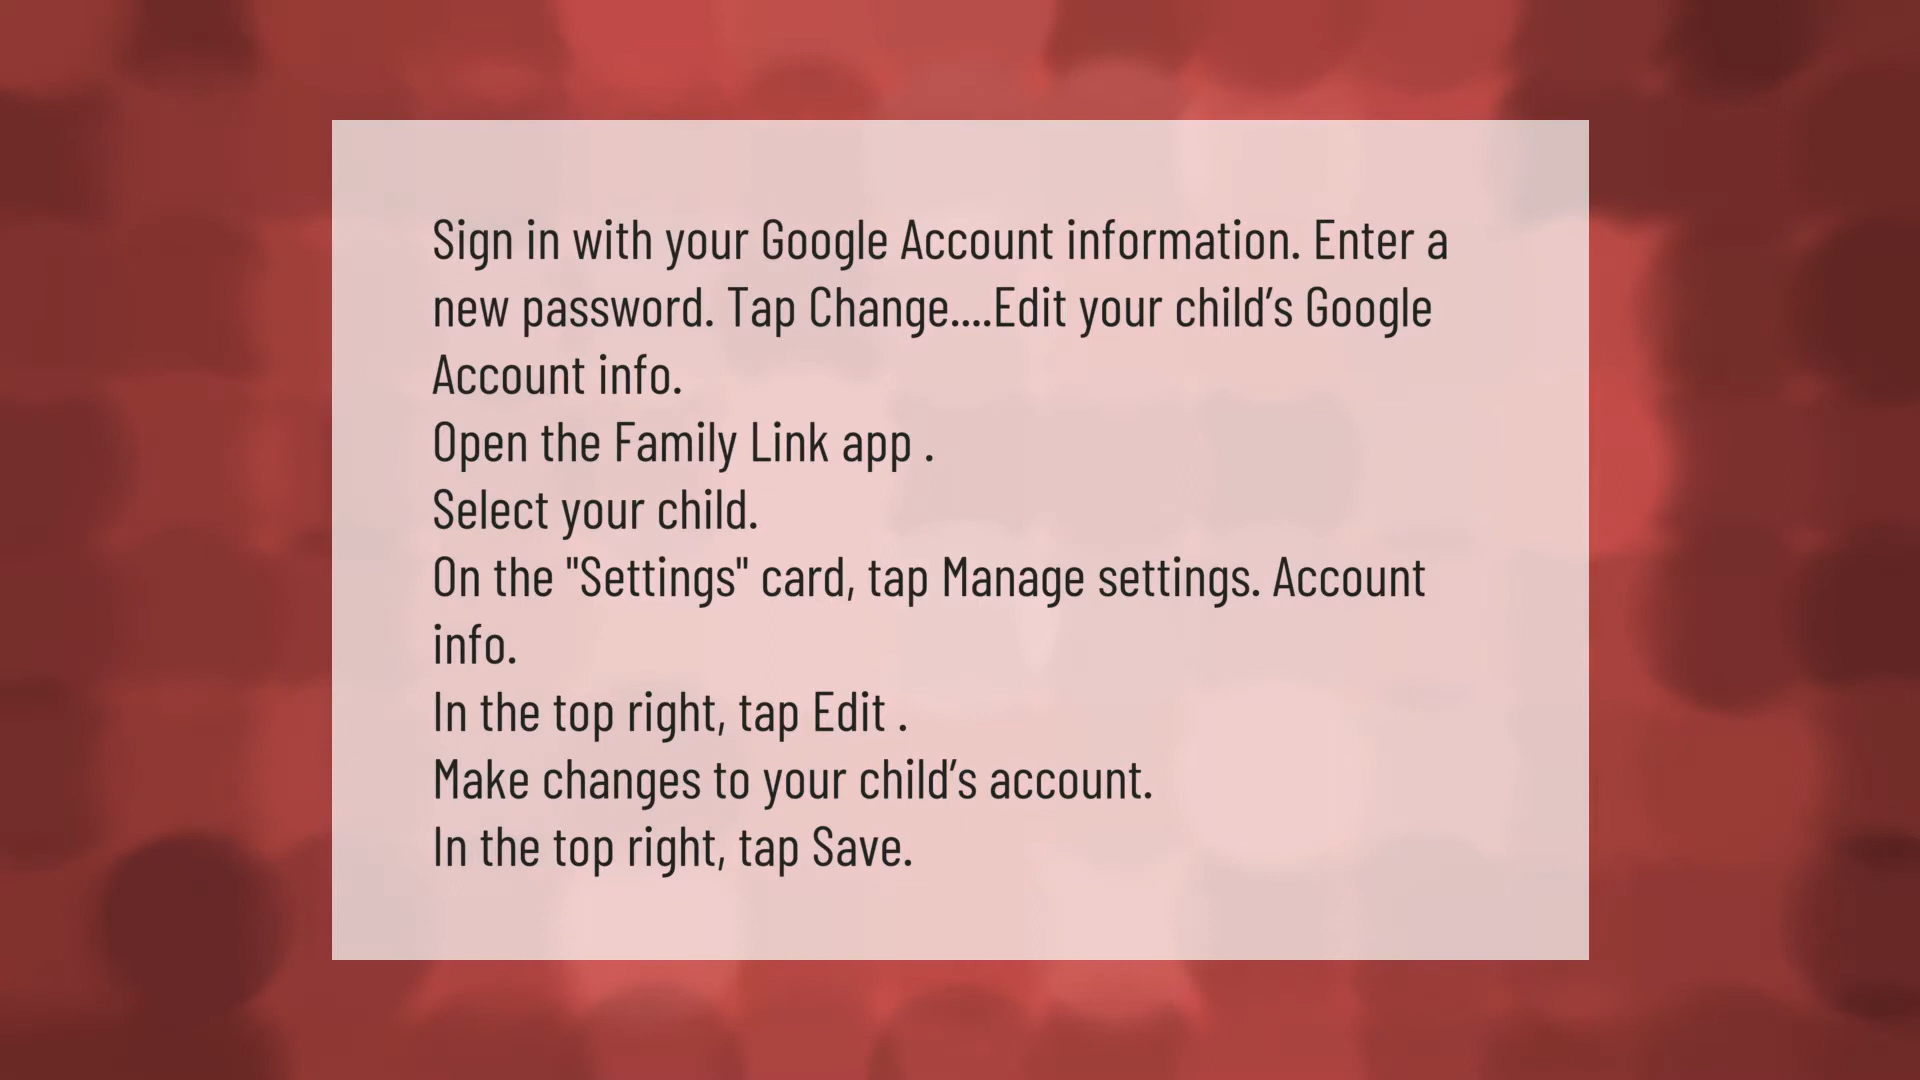 Sign in with your Google Account information. Enter a
new password. Tap Change....Edit your child’s Google
Account info.
Open the Family Link app .
Select your child.
On the "Settings" card, tap Manage settings. Account
info.
In the top right, tap Edit .
Make changes to your child’s account.
In the top right, tap Save.